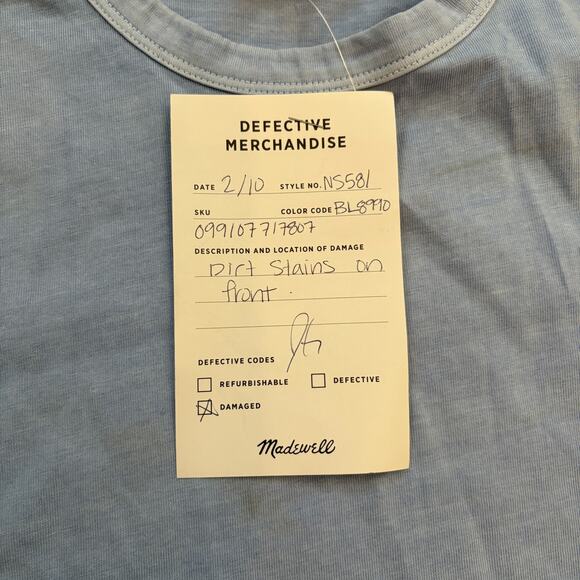 DEFECTIVE
MERCHANDISE
DATE 2/10 STYLE NO. NS581
SKU COLOR CODE BL8990
099107717807
DESCRIPTION AND LOCATION OF DAMAGE
Dirt Stains on
front.
DEFECTIVE CODES
REFURBISHABLE DEFECTIVE
DAMAGED
Madewell